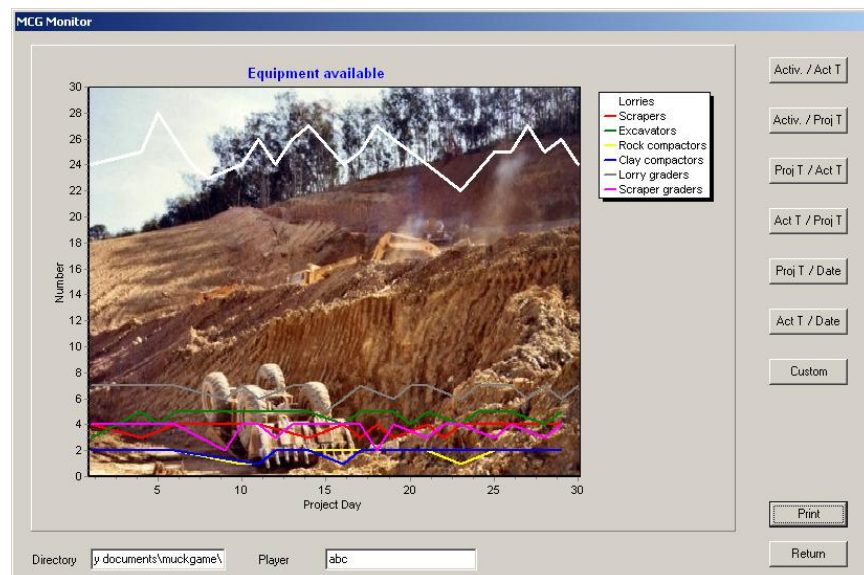 MCG Monitor
Equipment available
30
28
26
24
22
20
18
16
14
12
10
8
6
4
2
0
Number
5
10
15
20
25
30
Project Day
Lorries
Scrapers
Excavators
Rock compactors
Clay compactors
Lorry graders
Scraper graders
Activ. / Act T
Activ. / Proj T
Proj T / Act T
Act T / Proj T
Proj T / Date
Act T / Date
Custom
Print
Return
Directory y documents\muckgame\ Player abc